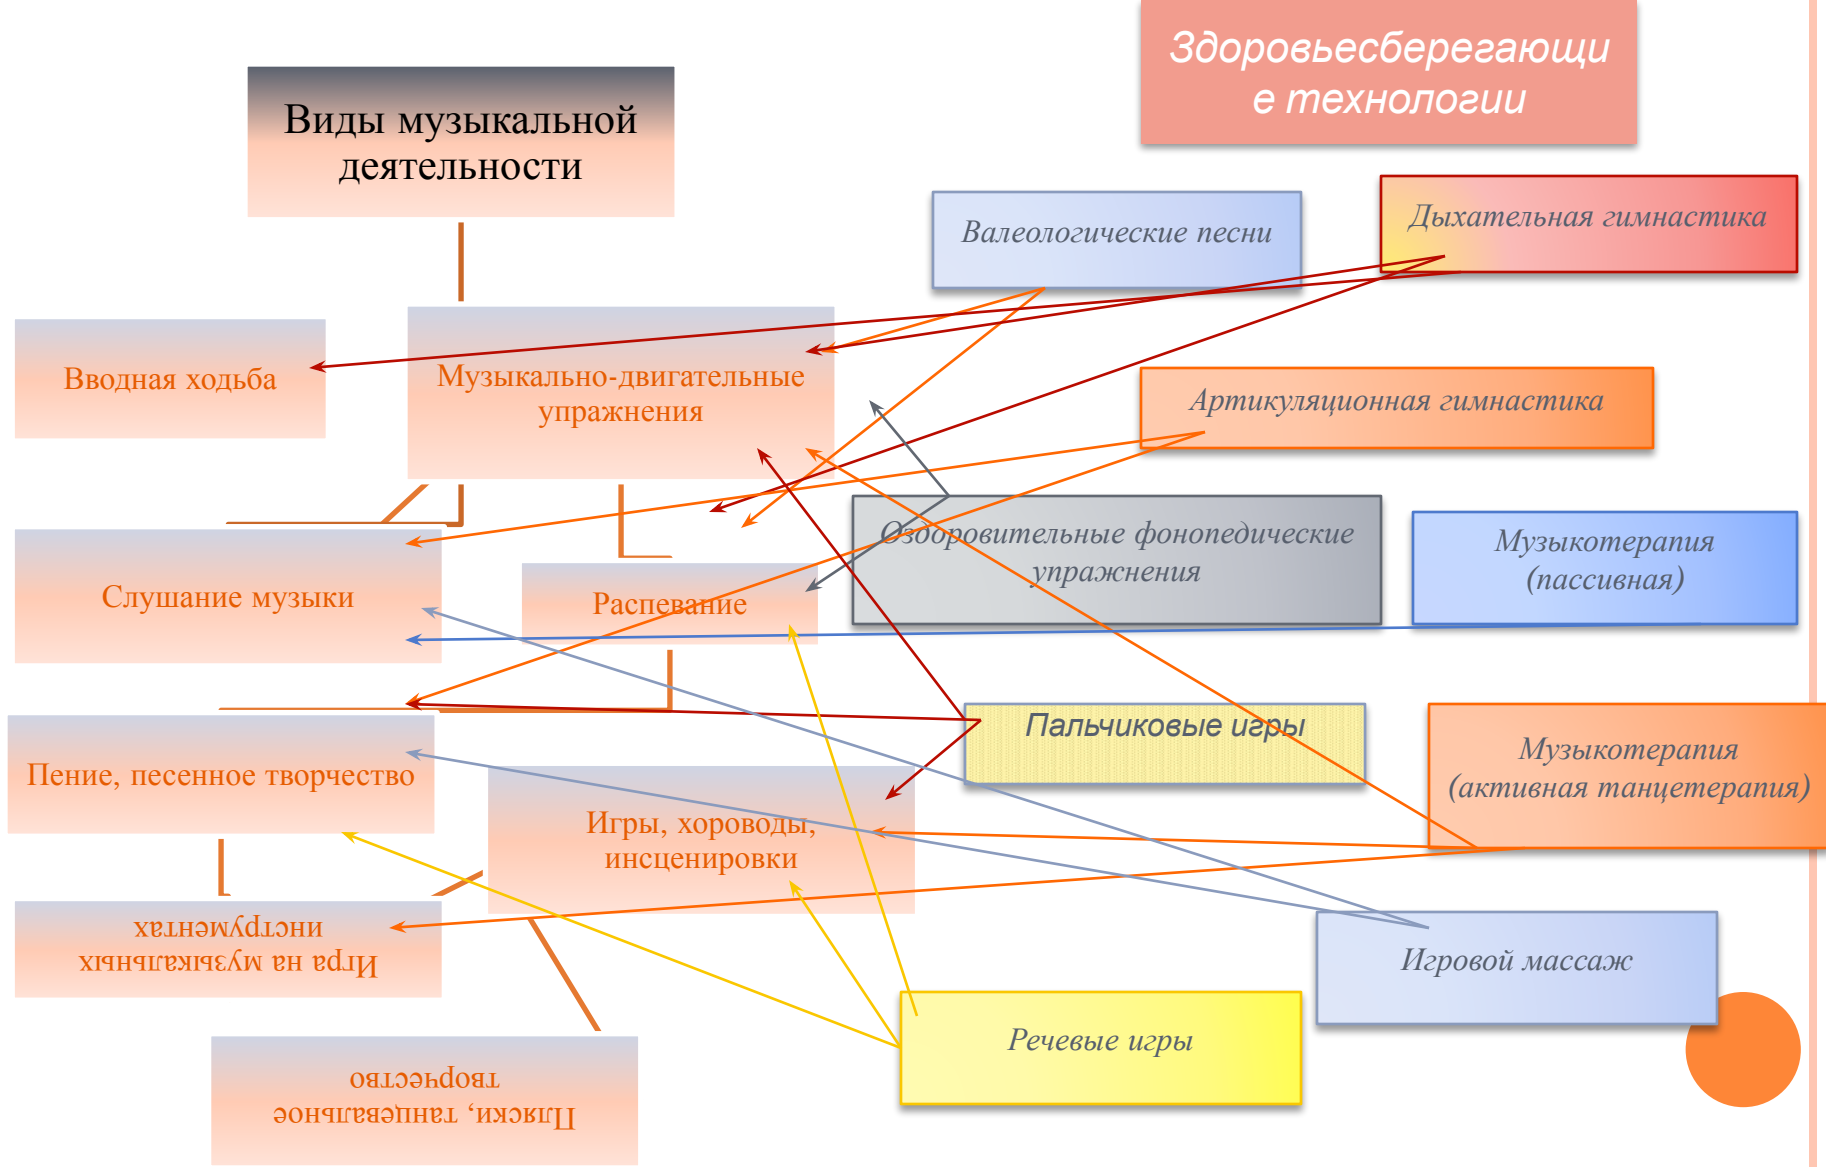 Здоровьесберегающи
е технологии
Виды музыкальной
деятельности
Валеологические песни
Дыхательная гимнастика
Вводная ходьба
Музыкально-двигательные
упражнения
Артикуляционная гимнастика
Оздоровительные фонопедические
упражнения
Музыкотерапия
(пассивная)
Слушание музыки
Распевание
Пальчиковые игры
Музыкотерапия
(активная танцетерапия)
Пение, песенное творчество
Игры, хороводы,
инсценировки
Игра на музыкальных
инструментах
Игровой массаж
Речевые игры
Пляски, танцевальное
творчество